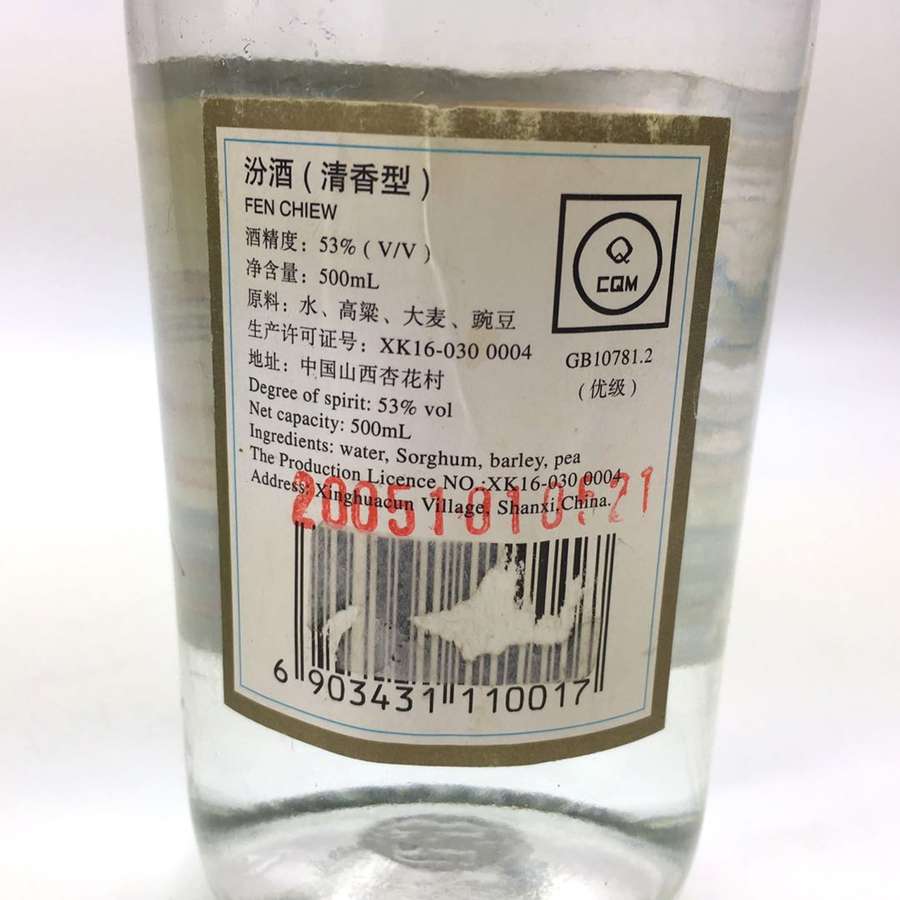 汾酒（清香型）
FEN CHIEW
酒精度：53%（V/V）
净含量：500mL
原料：水、高粱、大麦、豌豆
生产许可证号：XK16-030 0004
地址：中国山西杏花村
Q
CQM
GB10781.2
（优级）
Degree of spirit: 53% vol
Net capacity: 500mL
Ingredients: water, Sorghum, barley, pea
The Production Licence NO.:XK16-030 0004
Address: Xinghuacun Village, Shanxi,China.
6 903431 110017